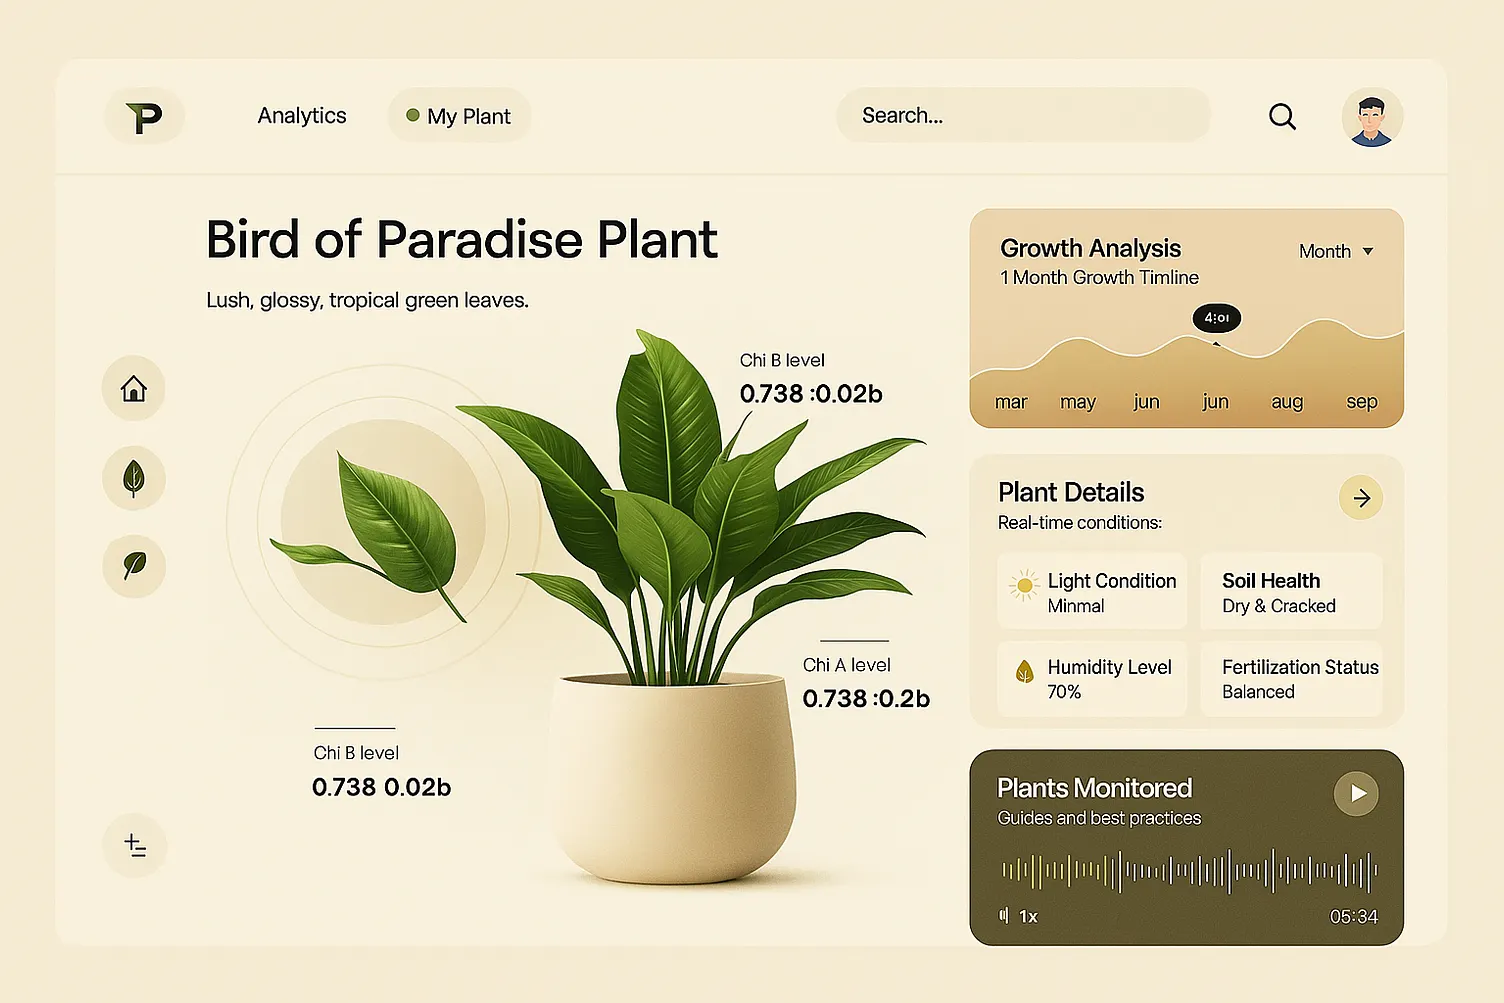 P
Analytics
My Plant
Search...
Bird of Paradise Plant
Lush, glossy, tropical green leaves.
Chi B level
0.738 :0.02b
Chi A level
0.738 :0.2b
Chi B level
0.738 0.02b
Growth Analysis
Month
1 Month Growth Timline
mar may jun jun aug sep
Plant Details
Real-time conditions:
Light Condition
Minmal
Soil Health
Dry & Cracked
Humidity Level
70%
Fertilization Status
Balanced
Plants Monitored
Guides and best practices
1x
05:34